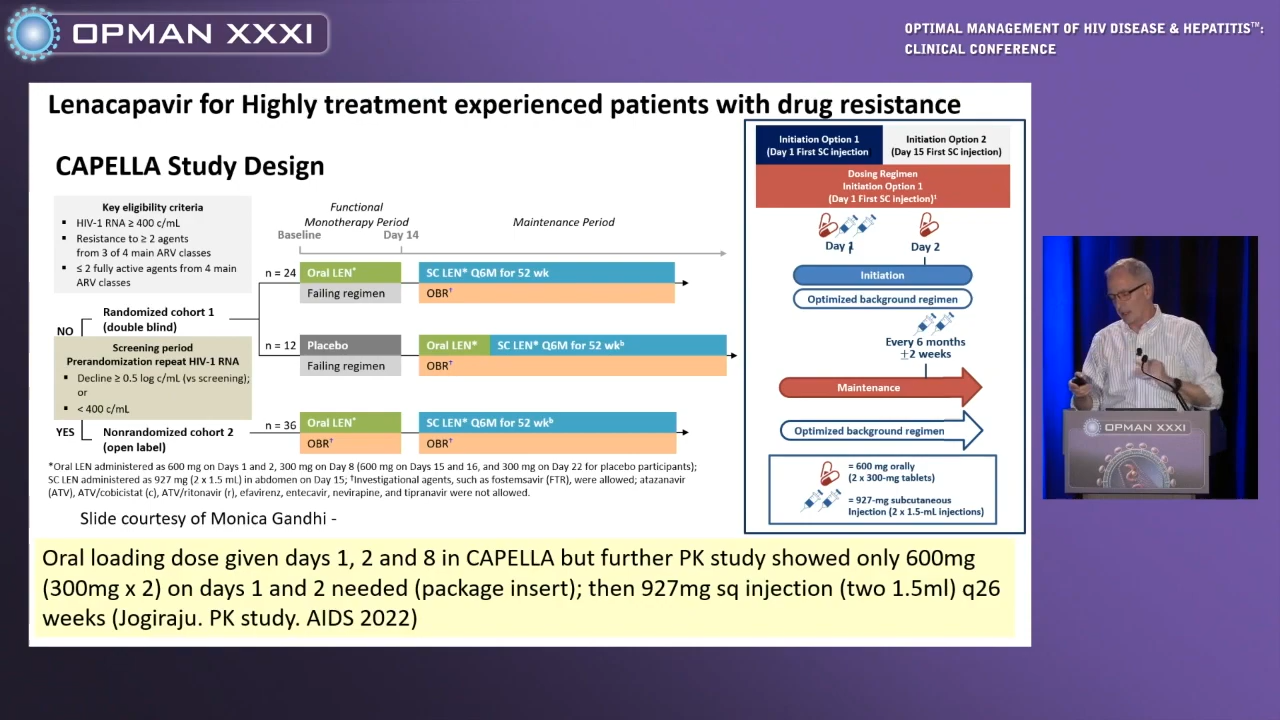 OPMAN XXXI
OPTIMAL MANAGEMENT OF HIV DISEASE & HEPATITIS™:
CLINICAL CONFERENCE
Lenacapavir for Highly treatment experienced patients with drug resistance
CAPELLA Study Design
Key eligibility criteria
▪ HIV-1 RNA ≥ 400 c/mL
▪ Resistance to ≥ 2 agents
from 3 of 4 main ARV classes
▪ ≤ 2 fully active agents from 4 main
ARV classes
Functional
Monotherapy Period
Maintenance Period
Baseline
Day 14
n = 24
Oral LEN*
SC LEN* Q6M for 52 wk
Failing regimen
OBR†
Randomized cohort 1
(double blind)
NO
n = 12
Placebo
Oral LEN*
SC LEN* Q6M for 52 wkᵇ
Failing regimen
OBR†
Screening period
Prerandomization repeat HIV-1 RNA
▪ Decline ≥ 0.5 log c/mL (vs screening);
or
▪ < 400 c/mL
YES
Nonrandomized cohort 2
(open label)
n = 36
Oral LEN*
SC LEN* Q6M for 52 wkᵇ
OBR†
OBR†
*Oral LEN administered as 600 mg on Days 1 and 2, 300 mg on Day 8 (600 mg on Days 15 and 16, and 300 mg on Day 22 for placebo participants);
SC LEN administered as 927 mg (2 x 1.5 mL) in abdomen on Day 15; †Investigational agents, such as fostemsavir (FTR), were allowed; atazanavir
(ATV), ATV/cobicistat (c), ATV/ritonavir (r), efavirenz, entecavir, nevirapine, and tipranavir were not allowed.
Slide courtesy of Monica Gandhi -
Initiation Option 1
(Day 1 First SC injection
Initiation Option 2
(Day 15 First SC injection)
Dosing Regimen
Initiation Option 1
(Day 1 First SC injection)¹
Day 1
Day 2
Initiation
Optimized background regimen
Every 6 months
±2 weeks
Maintenance
Optimized background regimen
= 600 mg orally
(2 x 300-mg tablets)
= 927-mg subcutaneous
Injection (2 x 1.5-mL injections)
Oral loading dose given days 1, 2 and 8 in CAPELLA but further PK study showed only 600mg
(300mg x 2) on days 1 and 2 needed (package insert); then 927mg sq injection (two 1.5ml) q26
weeks (Jogiraju. PK study. AIDS 2022)
OPMAN XXXI